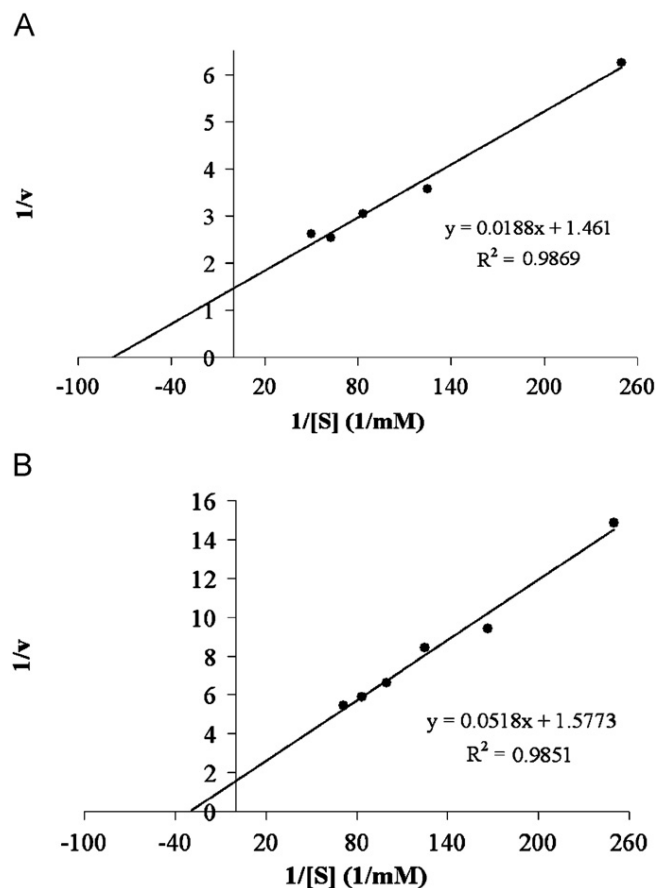 A
6
5
4
3
2
1
0
1/v
y = 0.0188x + 1.461
R² = 0.9869
-100 -40 20 80 140 200 260
1/[S] (1/mM)
B
16
14
12
10
8
6
4
2
0
1/v
y = 0.0518x + 1.5773
R² = 0.9851
-100 -40 20 80 140 200 260
1/[S] (1/mM)